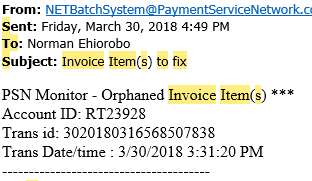 From: NETBatchSystem@PaymentServiceNetwork.co
Sent: Friday, March 30, 2018 4:49 PM
To: Norman Ehiorobo
Subject: Invoice Item(s) to fix
PSN Monitor - Orphaned Invoice Item(s) ***
Account ID: RT23928
Trans id: 3020180316568507838
Trans Date/time : 3/30/2018 3:31:20 PM
---------------------------------------